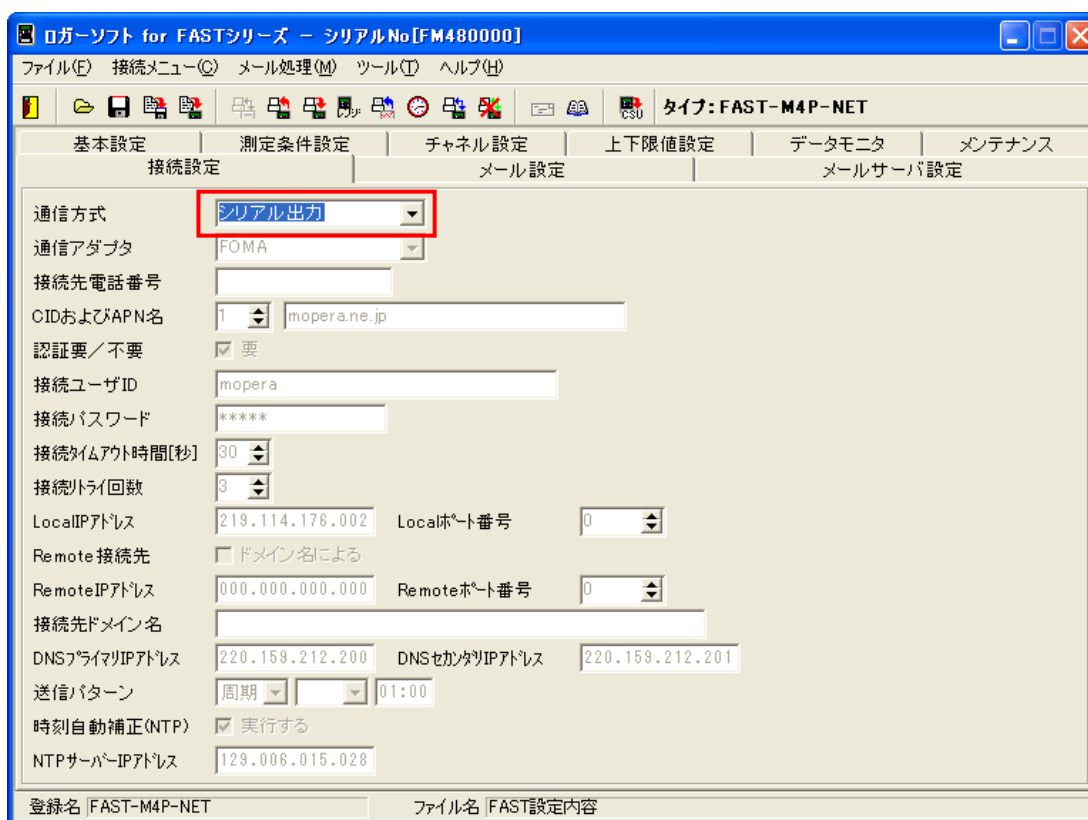 ロガーソフト for FASTシリーズ － シリアルNo[FM480000]
ファイル(F) 接続メニュー(C) メール処理(M) ツール(T) ヘルプ(H)
CSU タイプ:FAST-M4P-NET
基本設定 測定条件設定 チャネル設定 上下限値設定 データモニタ メンテナンス
接続設定 メール設定 メールサーバ設定
通信方式 シリアル出力
通信アダプタ FOMA
接続先電話番号
CIDおよびAPN名 1 mopera.ne.jp
認証要／不要 要
接続ユーザID mopera
接続パスワード *****
接続ﾀｲﾑｱｳﾄ時間[秒] 30
接続ﾘﾄﾗｲ回数 3
LocalIPｱﾄﾞﾚｽ 219.114.176.002 Localﾎﾟｰﾄ番号 0
Remote接続先 ドメイン名による
RemoteIPｱﾄﾞﾚｽ 000.000.000.000 Remoteﾎﾟｰﾄ番号 0
接続先ドメイン名
DNSﾌﾟﾗｲﾏﾘIPｱﾄﾞﾚｽ 220.159.212.200 DNSｾｶﾝﾀﾞﾘIPｱﾄﾞﾚｽ 220.159.212.201
送信パターン 周期 01:00
時刻自動補正(NTP) 実行する
NTPｻｰﾊﾞｰIPｱﾄﾞﾚｽ 129.006.015.028
登録名 FAST-M4P-NET ファイル名 FAST設定内容